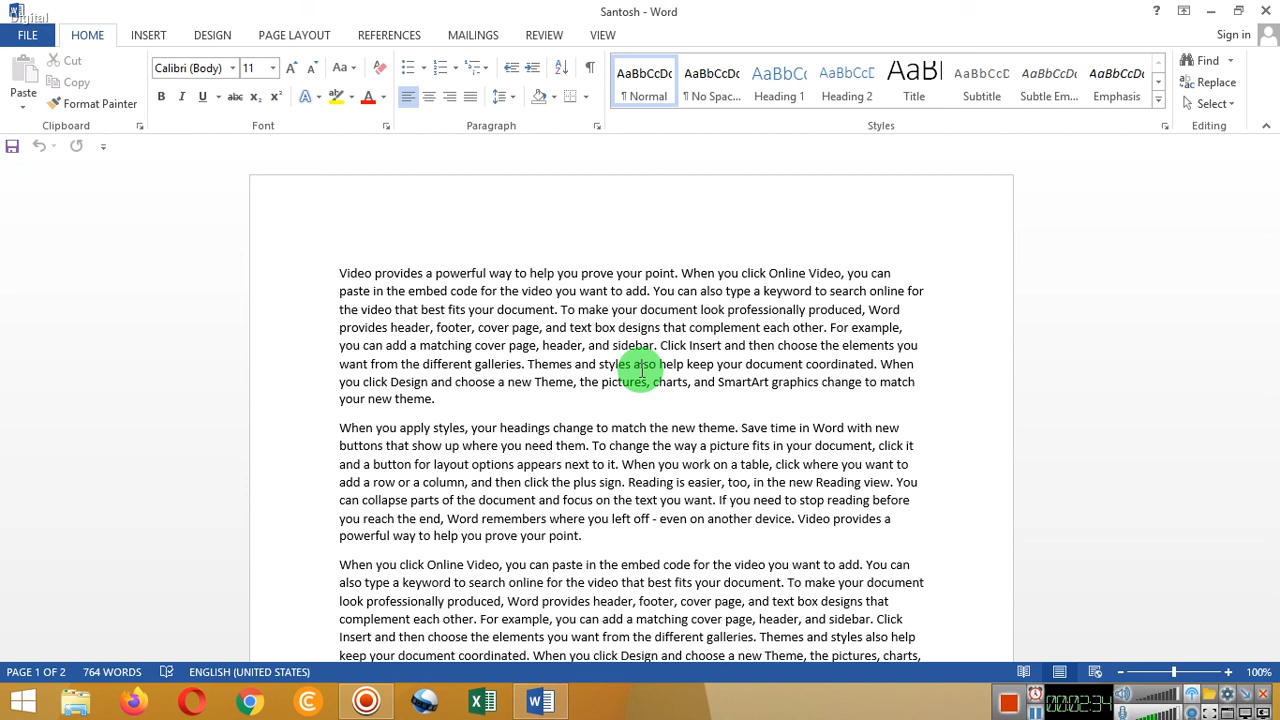 Digital
Santosh - Word
?
FILE HOME INSERT DESIGN PAGE LAYOUT REFERENCES MAILINGS REVIEW VIEW Sign in
Cut
Copy
Paste
Format Painter
Clipboard
Calibri (Body) 11
Aa
B I U abc X₂ X²
A A
Font
Paragraph
AaBbCcDc AaBbCcDc AaBbCc AaBbCcD AaBl AaBbCcD AaBbCcDc AaBbCcDc
¶ Normal ¶ No Spac... Heading 1 Heading 2 Title Subtitle Subtle Em... Emphasis
Styles
Find
Replace
Select
Editing
Video provides a powerful way to help you prove your point. When you click Online Video, you can
paste in the embed code for the video you want to add. You can also type a keyword to search online for
the video that best fits your document. To make your document look professionally produced, Word
provides header, footer, cover page, and text box designs that complement each other. For example,
you can add a matching cover page, header, and sidebar. Click Insert and then choose the elements you
want from the different galleries. Themes and styles also help keep your document coordinated. When
you click Design and choose a new Theme, the pictures, charts, and SmartArt graphics change to match
your new theme.
When you apply styles, your headings change to match the new theme. Save time in Word with new
buttons that show up where you need them. To change the way a picture fits in your document, click it
and a button for layout options appears next to it. When you work on a table, click where you want to
add a row or a column, and then click the plus sign. Reading is easier, too, in the new Reading view. You
can collapse parts of the document and focus on the text you want. If you need to stop reading before
you reach the end, Word remembers where you left off - even on another device. Video provides a
powerful way to help you prove your point.
When you click Online Video, you can paste in the embed code for the video you want to add. You can
also type a keyword to search online for the video that best fits your document. To make your document
look professionally produced, Word provides header, footer, cover page, and text box designs that
complement each other. For example, you can add a matching cover page, header, and sidebar. Click
Insert and then choose the elements you want from the different galleries. Themes and styles also help
keep your document coordinated. When you click Design and choose a new Theme, the pictures, charts,
PAGE 1 OF 2 764 WORDS ENGLISH (UNITED STATES) 100%
00:02:34